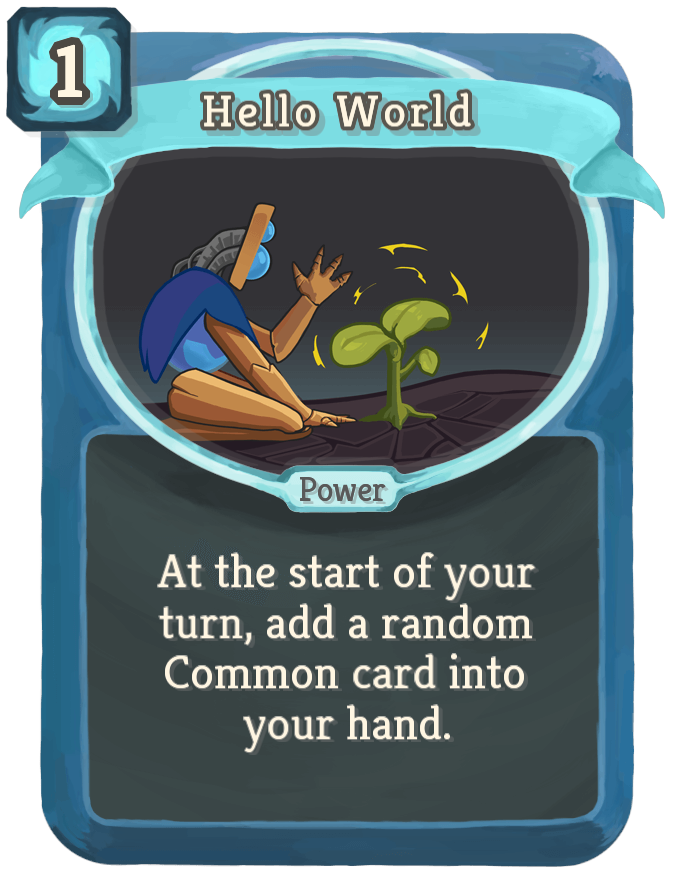 1
Hello World
Power
At the start of your
turn, add a random
Common card into
your hand.